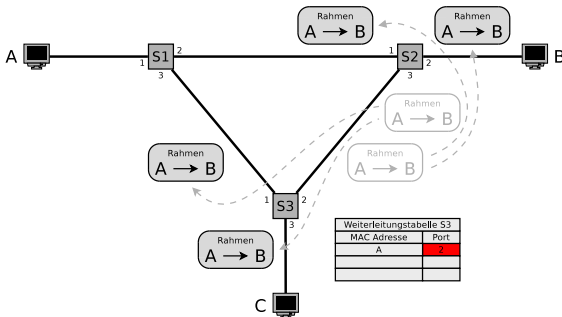 Rahmen
A → B
Rahmen
A → B
A
1
S1
2
3
1
S2
2
3
B
Rahmen
A → B
Rahmen
A → B
Rahmen
A → B
1
S3
2
3
Rahmen
A → B
Weiterleitungstabelle S3
MAC Adresse Port
A 2
C